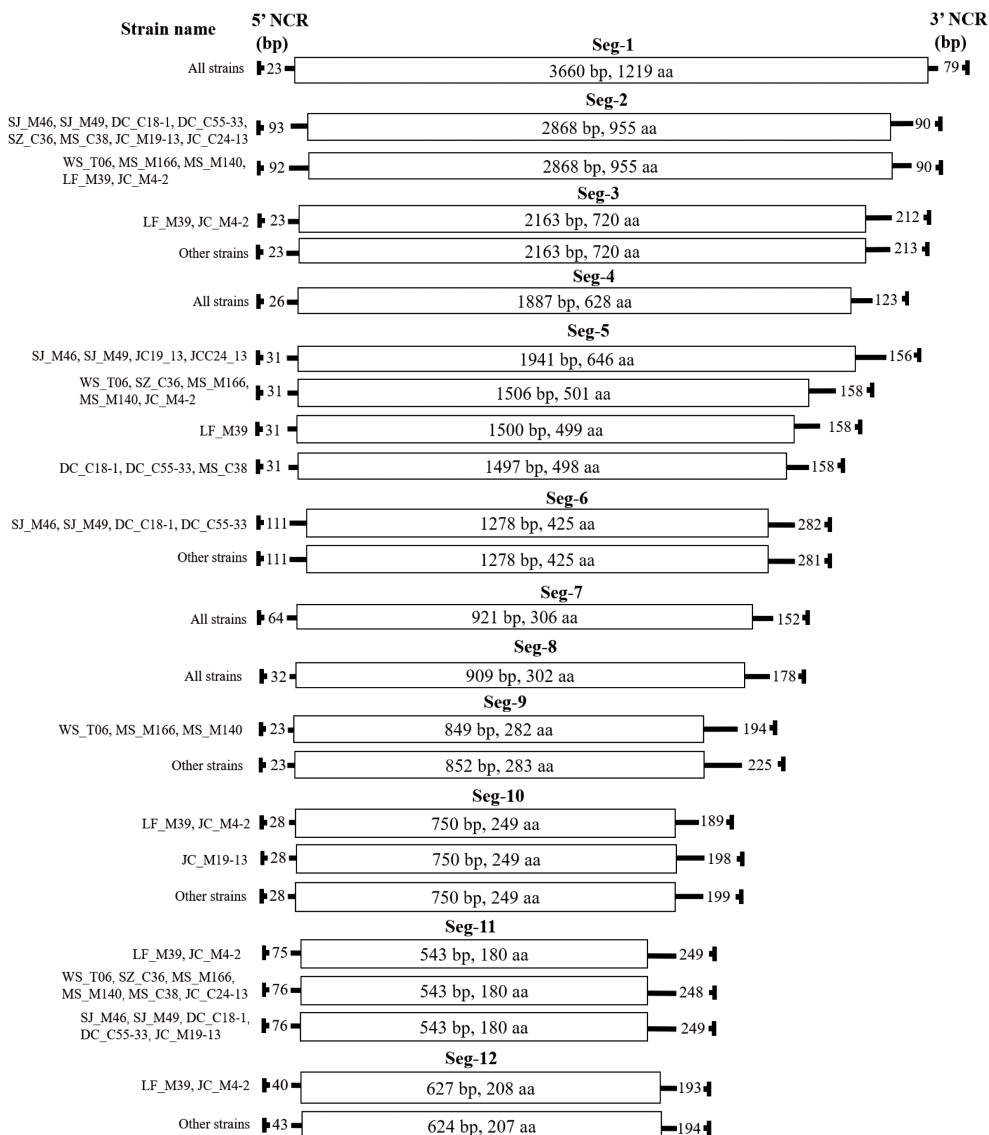 Strain name 5’ NCR (bp) 3’ NCR (bp)
Seg-1
All strains 23 3660 bp, 1219 aa 79
Seg-2
SJ_M46, SJ_M49, DC_C18-1, DC_C55-33,
SZ_C36, MS_C38, JC_M19-13, JC_C24-13
93 2868 bp, 955 aa 90
WS_T06, MS_M166, MS_M140,
LF_M39, JC_M4-2
92 2868 bp, 955 aa 90
Seg-3
LF_M39, JC_M4-2 23 2163 bp, 720 aa 212
Other strains 23 2163 bp, 720 aa 213
Seg-4
All strains 26 1887 bp, 628 aa 123
Seg-5
SJ_M46, SJ_M49, JC19_13, JCC24_13 31 1941 bp, 646 aa 156
WS_T06, SZ_C36, MS_M166,
MS_M140, JC_M4-2
31 1506 bp, 501 aa 158
LF_M39 31 1500 bp, 499 aa 158
DC_C18-1, DC_C55-33, MS_C38 31 1497 bp, 498 aa 158
Seg-6
SJ_M46, SJ_M49, DC_C18-1, DC_C55-33 111 1278 bp, 425 aa 282
Other strains 111 1278 bp, 425 aa 281
Seg-7
All strains 64 921 bp, 306 aa 152
Seg-8
All strains 32 909 bp, 302 aa 178
Seg-9
WS_T06, MS_M166, MS_M140 23 849 bp, 282 aa 194
Other strains 23 852 bp, 283 aa 225
Seg-10
LF_M39, JC_M4-2 28 750 bp, 249 aa 189
JC_M19-13 28 750 bp, 249 aa 198
Other strains 28 750 bp, 249 aa 199
Seg-11
LF_M39, JC_M4-2 75 543 bp, 180 aa 249
WS_T06, SZ_C36, MS_M166,
MS_M140, MS_C38, JC_C24-13
76 543 bp, 180 aa 248
SJ_M46, SJ_M49, DC_C18-1,
DC_C55-33, JC_M19-13
76 543 bp, 180 aa 249
Seg-12
LF_M39, JC_M4-2 40 627 bp, 208 aa 193
Other strains 43 624 bp, 207 aa 194